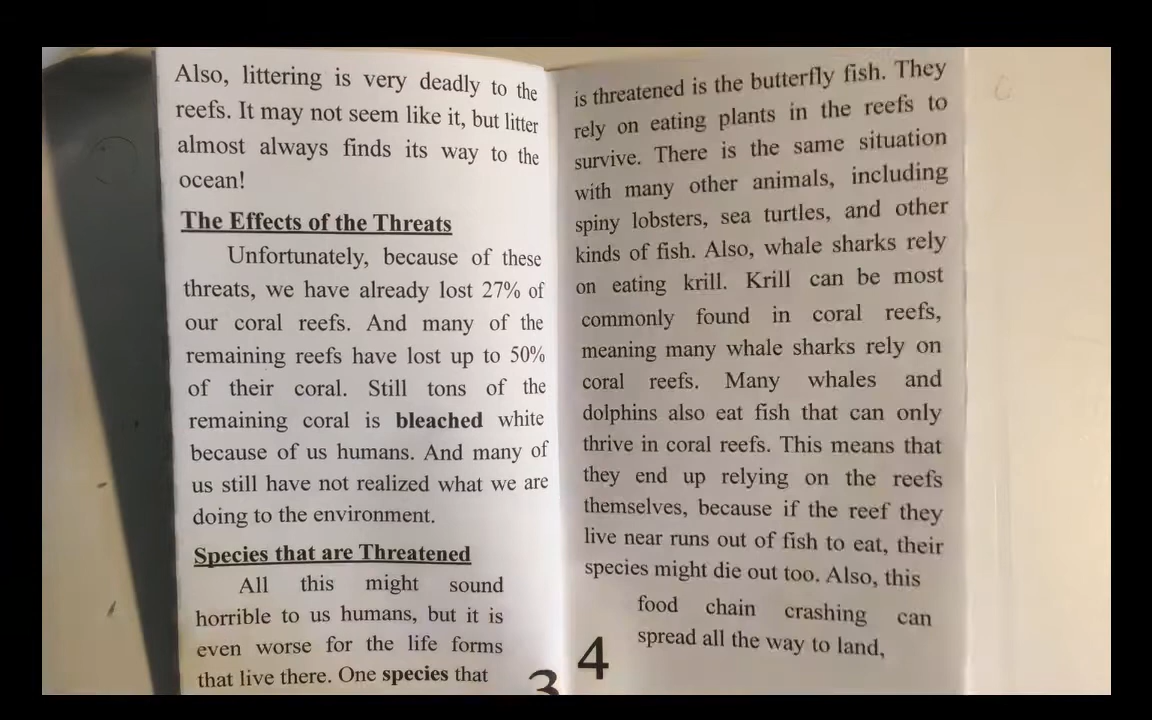 Also, littering is very deadly to the
reefs. It may not seem like it, but litter
almost always finds its way to the
ocean!
The Effects of the Threats
Unfortunately, because of these
threats, we have already lost 27% of
our coral reefs. And many of the
remaining reefs have lost up to 50%
of their coral. Still tons of the
remaining coral is bleached white
because of us humans. And many of
us still have not realized what we are
doing to the environment.
Species that are Threatened
All this might sound
horrible to us humans, but it is
even worse for the life forms
that live there. One species that
3
is threatened is the butterfly fish. They
rely on eating plants in the reefs to
survive. There is the same situation
with many other animals, including
spiny lobsters, sea turtles, and other
kinds of fish. Also, whale sharks rely
on eating krill. Krill can be most
commonly found in coral reefs,
meaning many whale sharks rely on
coral reefs. Many whales and
dolphins also eat fish that can only
thrive in coral reefs. This means that
they end up relying on the reefs
themselves, because if the reef they
live near runs out of fish to eat, their
species might die out too. Also, this
food chain crashing can
spread all the way to land,
4